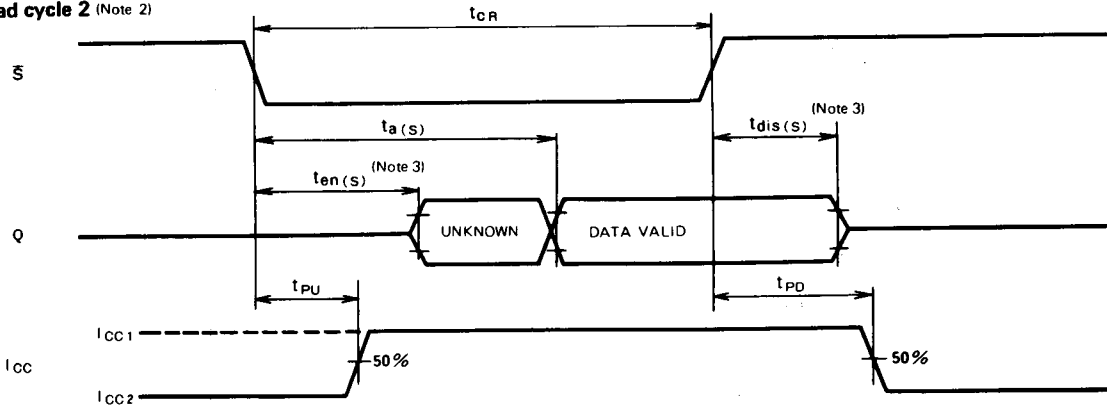 ad cycle 2 (Note 2)
tCR
S̄
(Note 3)
ta(S)
tdis(S)
(Note 3)
ten(S)
Q
UNKNOWN
DATA VALID
tPU
tPD
ICC1
ICC
50%
50%
ICC2